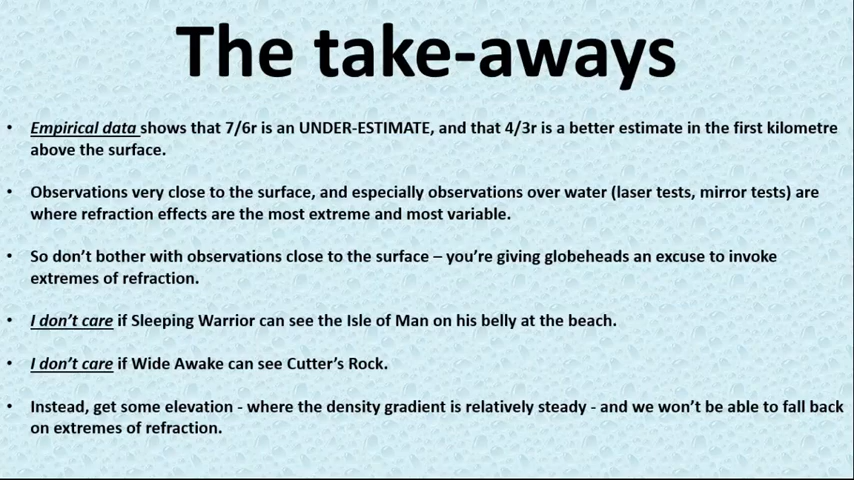 The take-aways
• Empirical data shows that 7/6r is an UNDER-ESTIMATE, and that 4/3r is a better estimate in the first kilometre
above the surface.
• Observations very close to the surface, and especially observations over water (laser tests, mirror tests) are
where refraction effects are the most extreme and most variable.
• So don’t bother with observations close to the surface – you’re giving globeheads an excuse to invoke
extremes of refraction.
• I don’t care if Sleeping Warrior can see the Isle of Man on his belly at the beach.
• I don’t care if Wide Awake can see Cutter’s Rock.
• Instead, get some elevation - where the density gradient is relatively steady - and we won’t be able to fall back
on extremes of refraction.